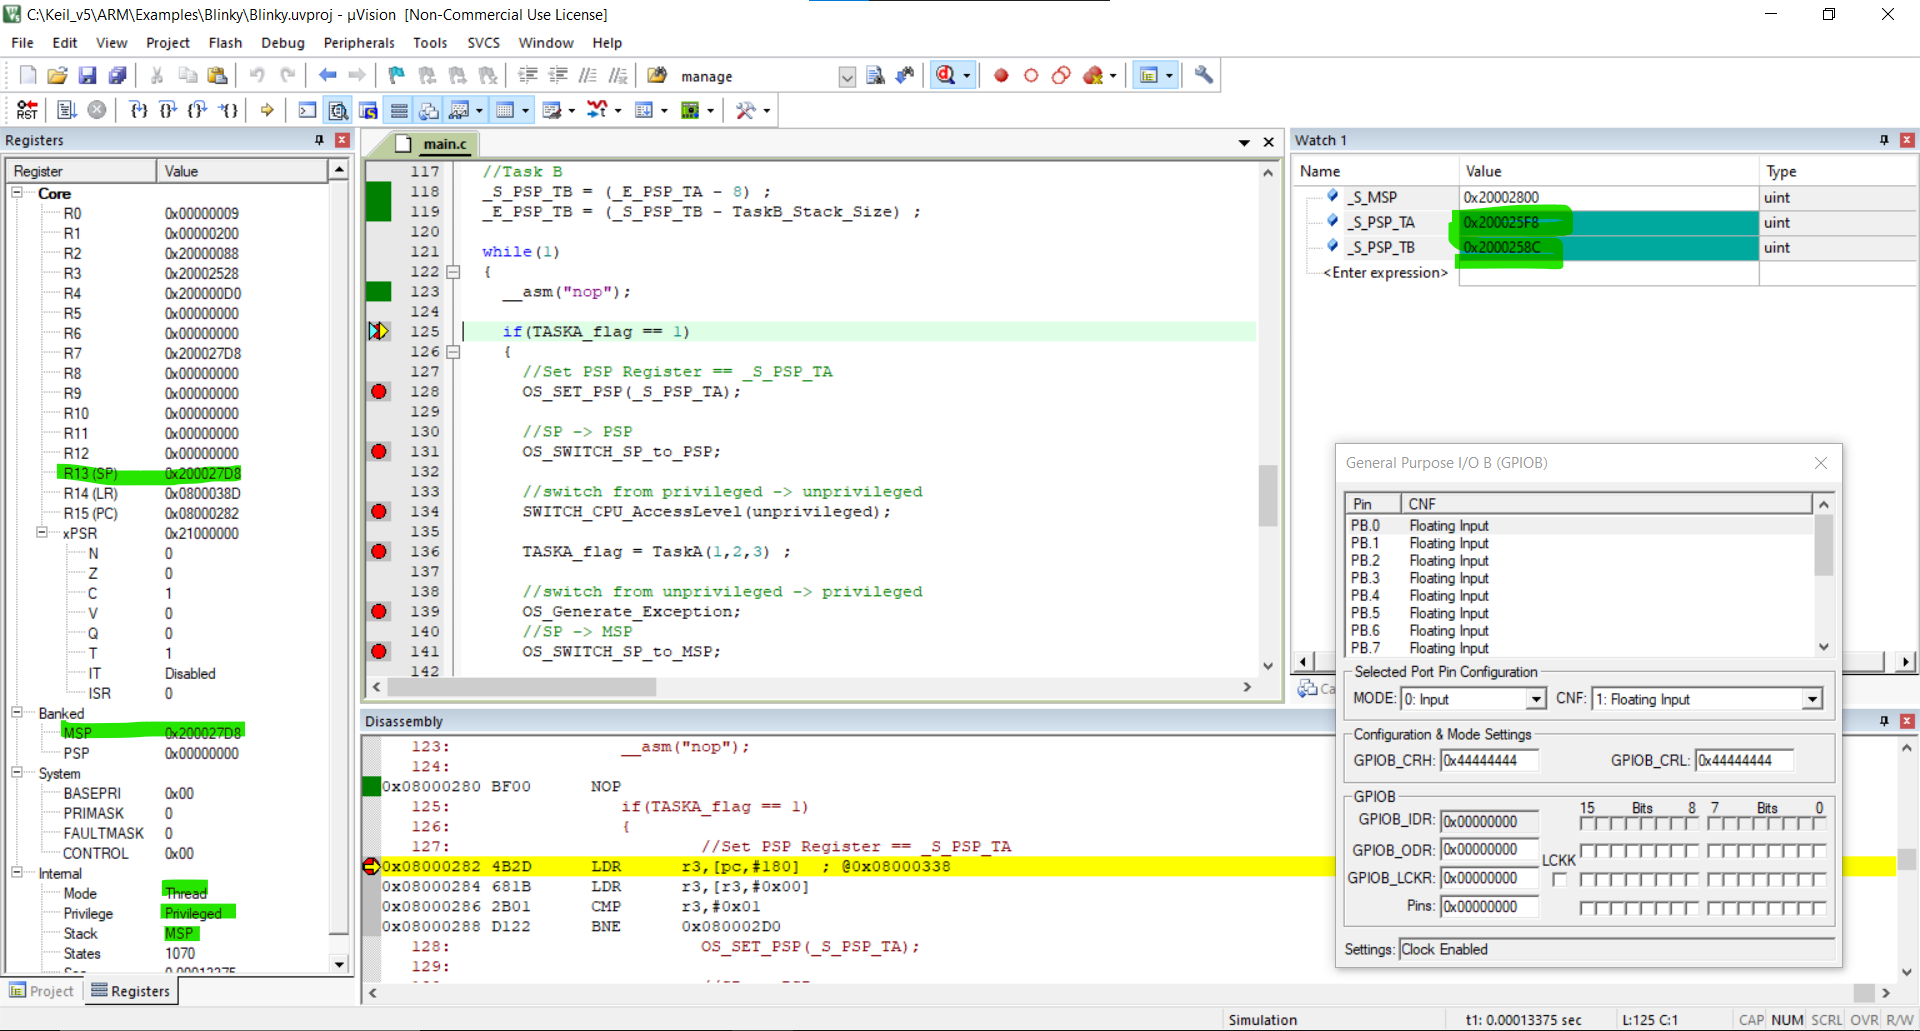 C:\Keil_v5\ARM\Examples\Blinky\Blinky.uvproj - µVision  [Non-Commercial Use License]
File Edit View Project Flash Debug Peripherals Tools SVCS Window Help
manage
RST
Registers
Register Value
Core
R0 0x00000009
R1 0x00000200
R2 0x20000088
R3 0x20002528
R4 0x200000D0
R5 0x00000000
R6 0x00000000
R7 0x200027D8
R8 0x00000000
R9 0x00000000
R10 0x00000000
R11 0x00000000
R12 0x00000000
R13 (SP) 0x200027D8
R14 (LR) 0x0800038D
R15 (PC) 0x08000282
xPSR 0x21000000
N 0
Z 0
C 1
V 0
Q 0
T 1
IT Disabled
ISR 0
Banked
MSP 0x200027D8
PSP 0x00000000
System
BASEPRI 0x00
PRIMASK 0
FAULTMASK 0
CONTROL 0x00
Internal
Mode Thread
Privilege Privileged
Stack MSP
States 1070
Project Registers
main.c
117 //Task B
118 _S_PSP_TB = (_E_PSP_TA - 8) ;
119 _E_PSP_TB = (_S_PSP_TB - TaskB_Stack_Size) ;
120
121 while(1)
122 {
123 __asm("nop");
124
125 if(TASKA_flag == 1)
126 {
127 //Set PSP Register == _S_PSP_TA
128 OS_SET_PSP(_S_PSP_TA);
129
130 //SP -> PSP
131 OS_SWITCH_SP_to_PSP;
132
133 //switch from privileged -> unprivileged
134 SWITCH_CPU_AccessLevel(unprivileged);
135
136 TASKA_flag = TaskA(1,2,3) ;
137
138 //switch from unprivileged -> privileged
139 OS_Generate_Exception;
140 //SP -> MSP
141 OS_SWITCH_SP_to_MSP;
142
Disassembly
123: __asm("nop");
124:
0x08000280 BF00 NOP
125: if(TASKA_flag == 1)
126: {
127: //Set PSP Register == _S_PSP_TA
0x08000282 4B2D LDR r3,[pc,#180] ; @0x08000338
0x08000284 681B LDR r3,[r3,#0x00]
0x08000286 2B01 CMP r3,#0x01
0x08000288 D122 BNE 0x080002D0
128: OS_SET_PSP(_S_PSP_TA);
129:
Watch 1
Name Value Type
_S_MSP 0x20002800 uint
_S_PSP_TA 0x200025F8 uint
_S_PSP_TB 0x2000258C uint
<Enter expression>
General Purpose I/O B (GPIOB)
Pin CNF
PB.0 Floating Input
PB.1 Floating Input
PB.2 Floating Input
PB.3 Floating Input
PB.4 Floating Input
PB.5 Floating Input
PB.6 Floating Input
PB.7 Floating Input
Selected Port Pin Configuration
MODE: 0: Input CNF: 1: Floating Input
Configuration & Mode Settings
GPIOB_CRH: 0x44444444 GPIOB_CRL: 0x44444444
GPIOB
15 Bits 8 7 Bits 0
GPIOB_IDR: 0x00000000
GPIOB_ODR: 0x00000000
LCKK
GPIOB_LCKR: 0x00000000
Pins: 0x00000000
Settings: Clock Enabled
Simulation t1: 0.00013375 sec L:125 C:1 CAP NUM SCRL OVR R/W